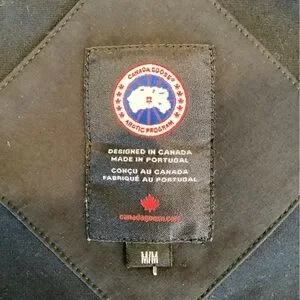 CANADA GOOSE
ARCTIC PROGRAM
DESIGNED IN CANADA
MADE IN PORTUGAL
CONÇU AU CANADA
FABRIQUÉ AU PORTUGAL
canadagoose.com
M/M